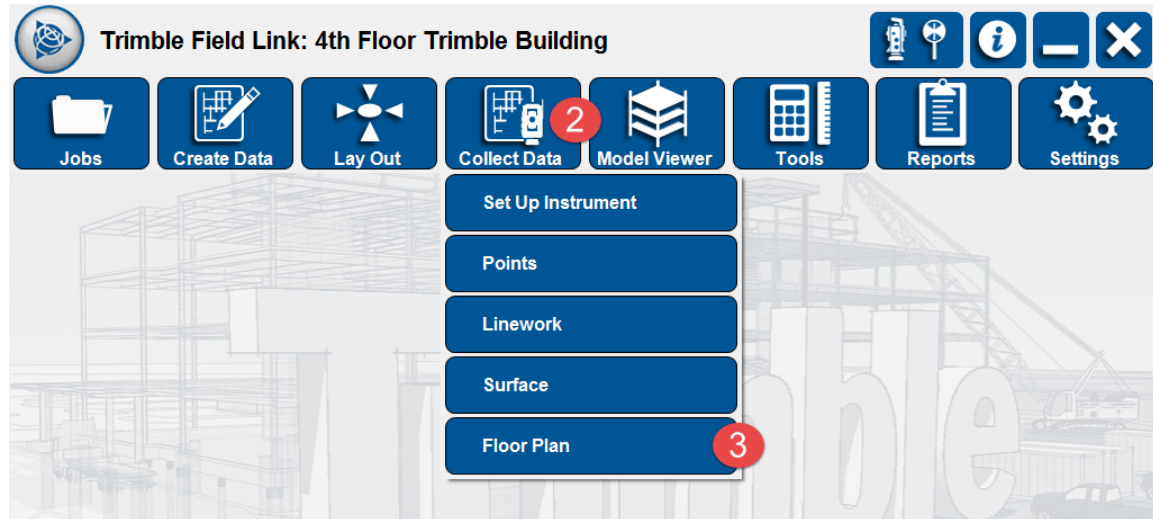 Trimble Field Link: 4th Floor Trimble Building
i
Jobs
Create Data
Lay Out
Collect Data
2
Model Viewer
Tools
Reports
Settings
Set Up Instrument
Points
Linework
Surface
Floor Plan
3
Trimble